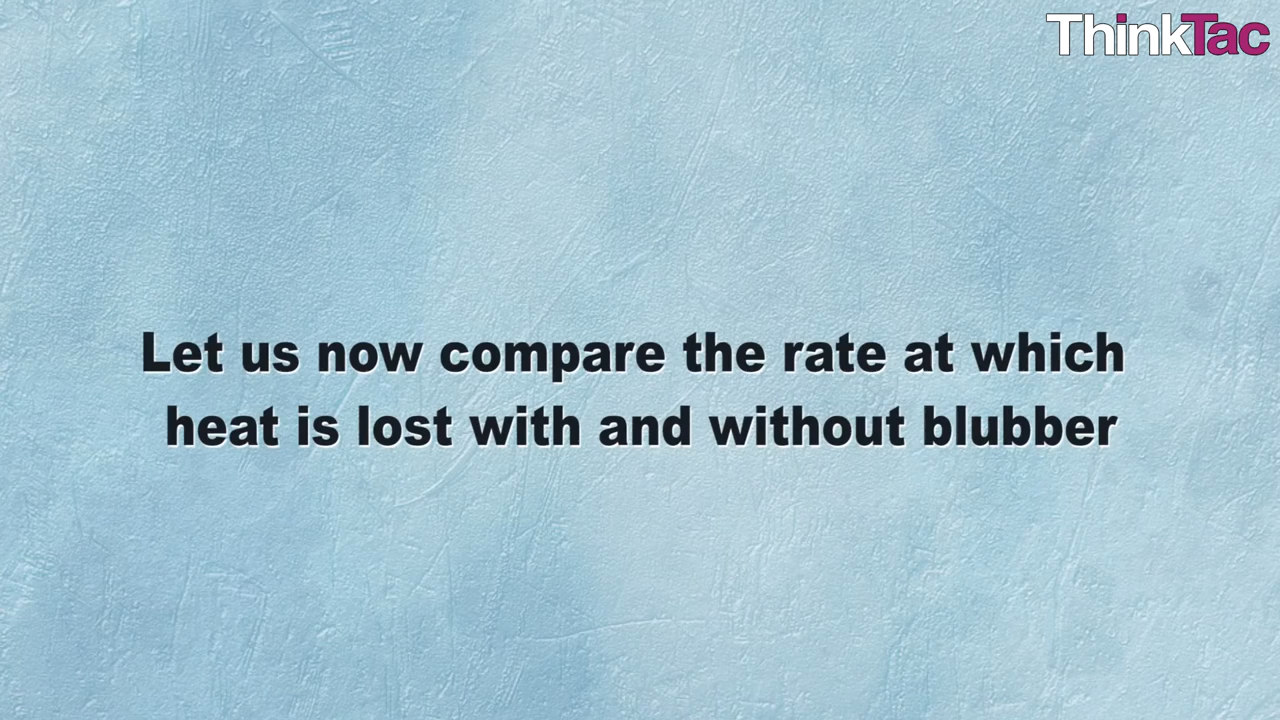 ThinkTac
Let us now compare the rate at which
heat is lost with and without blubber